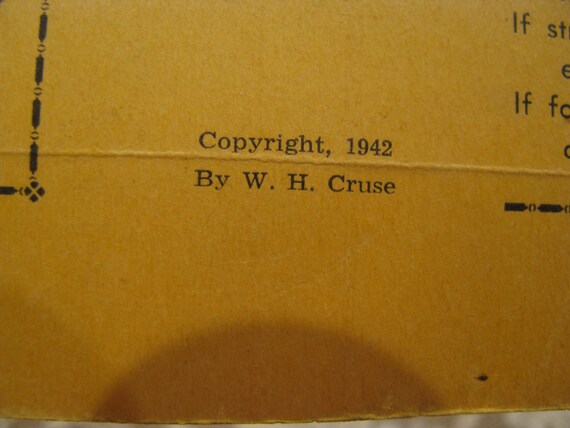 If
If
Copyright, 1942
By W. H. Cruse